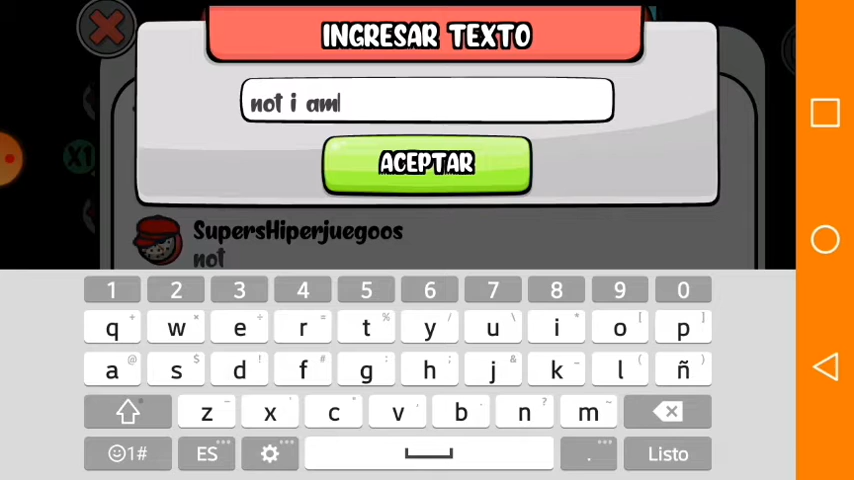 INGRESAR TEXTO
not i am
ACEPTAR
X1
SupersHiperjuegoos
not
1 2 3 4 5 6 7 8 9 0
q + w × e ÷ r = t % y / u \ i * o [ p ]
a @ s $ d ! f # g : h ; j & k _ l ( ñ )
z - x ' c " v , b . n ? m ~
1# ES ... ... . ... Listo